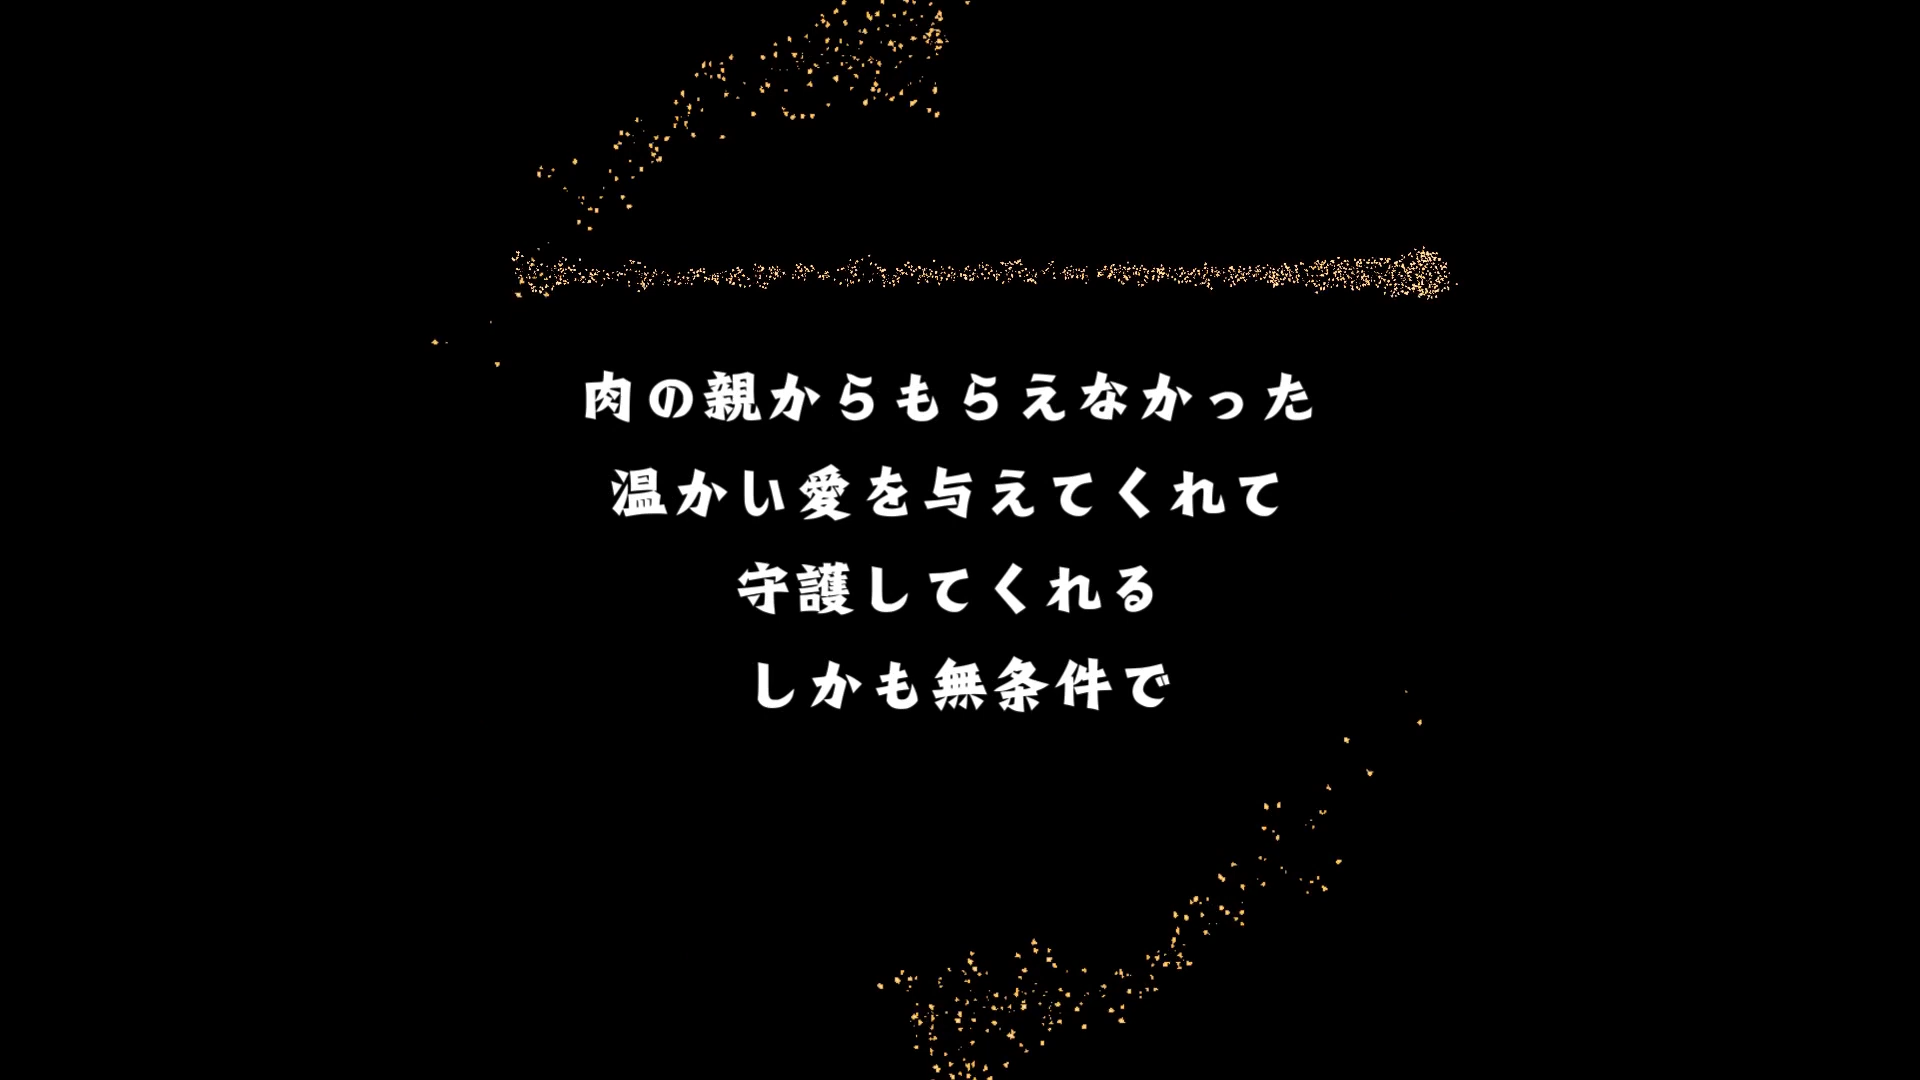 肉の親からもらえなかった
温かい愛を与えてくれて
守護してくれる
しかも無条件で